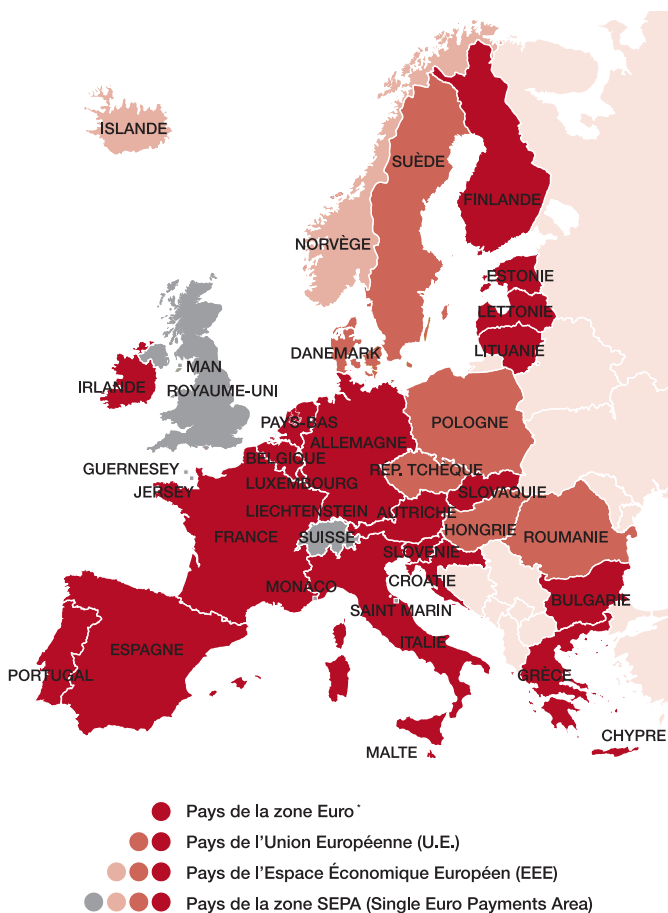 ISLANDE
SUÈDE
FINLANDE
NORVÈGE
ESTONIE
LETTONIE
DANEMARK
LITUANIE
MAN
IRLANDE
ROYAUME-UNI
PAYS-BAS
POLOGNE
ALLEMAGNE
BELGIQUE
GUERNESEY
RÉP. TCHÈQUE
LUXEMBOURG
JERSEY
SLOVAQUIE
LIECHTENSTEIN
AUTRICHE
FRANCE
SUISSE
HONGRIE
ROUMANIE
SLOVÉNIE
CROATIE
MONACO
BULGARIE
SAINT MARIN
ITALIE
ESPAGNE
PORTUGAL
GRÈCE
CHYPRE
MALTE
Pays de la zone Euro*
Pays de l'Union Européenne (U.E.)
Pays de l'Espace Économique Européen (EEE)
Pays de la zone SEPA (Single Euro Payments Area)